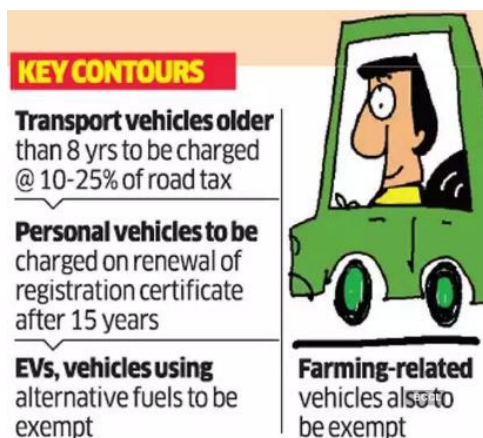 KEY CONTOURS
Transport vehicles older
than 8 yrs to be charged
@ 10-25% of road tax
Personal vehicles to be
charged on renewal of
registration certificate
after 15 years
EVs, vehicles using
alternative fuels to be
exempt
Farming-related
vehicles also to
be exempt